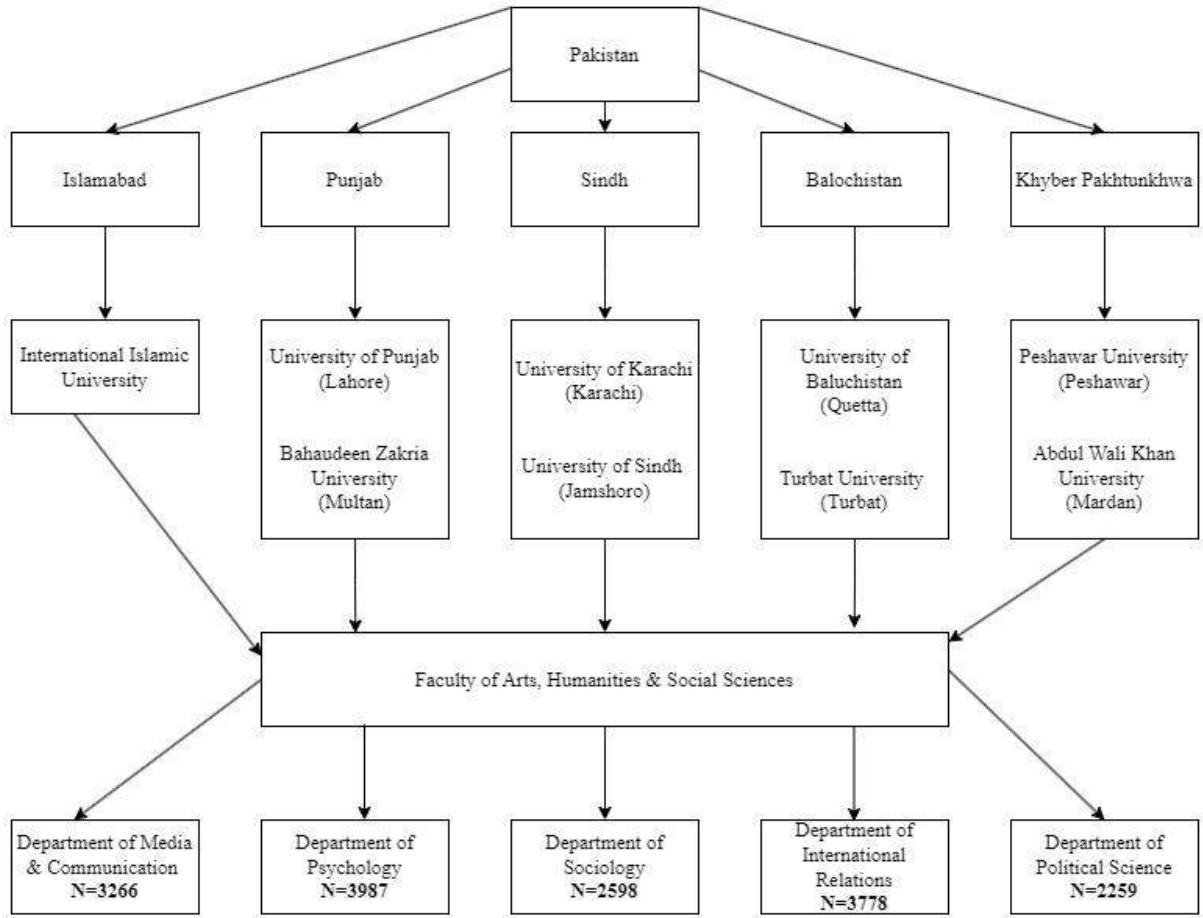 Pakistan
Islamabad
Punjab
Sindh
Balochistan
Khyber Pakhtunkhwa
International Islamic
University
University of Punjab
(Lahore)
Bahaudeen Zakria
University
(Multan)
University of Karachi
(Karachi)
University of Sindh
(Jamshoro)
University of
Baluchistan
(Quetta)
Turbat University
(Turbat)
Peshawar University
(Peshawar)
Abdul Wali Khan
University
(Mardan)
Faculty of Arts, Humanities & Social Sciences
Department of Media
& Communication
N=3266
Department of
Psychology
N=3987
Department of
Sociology
N=2598
Department of
International
Relations
N=3778
Department of
Political Science
N=2259